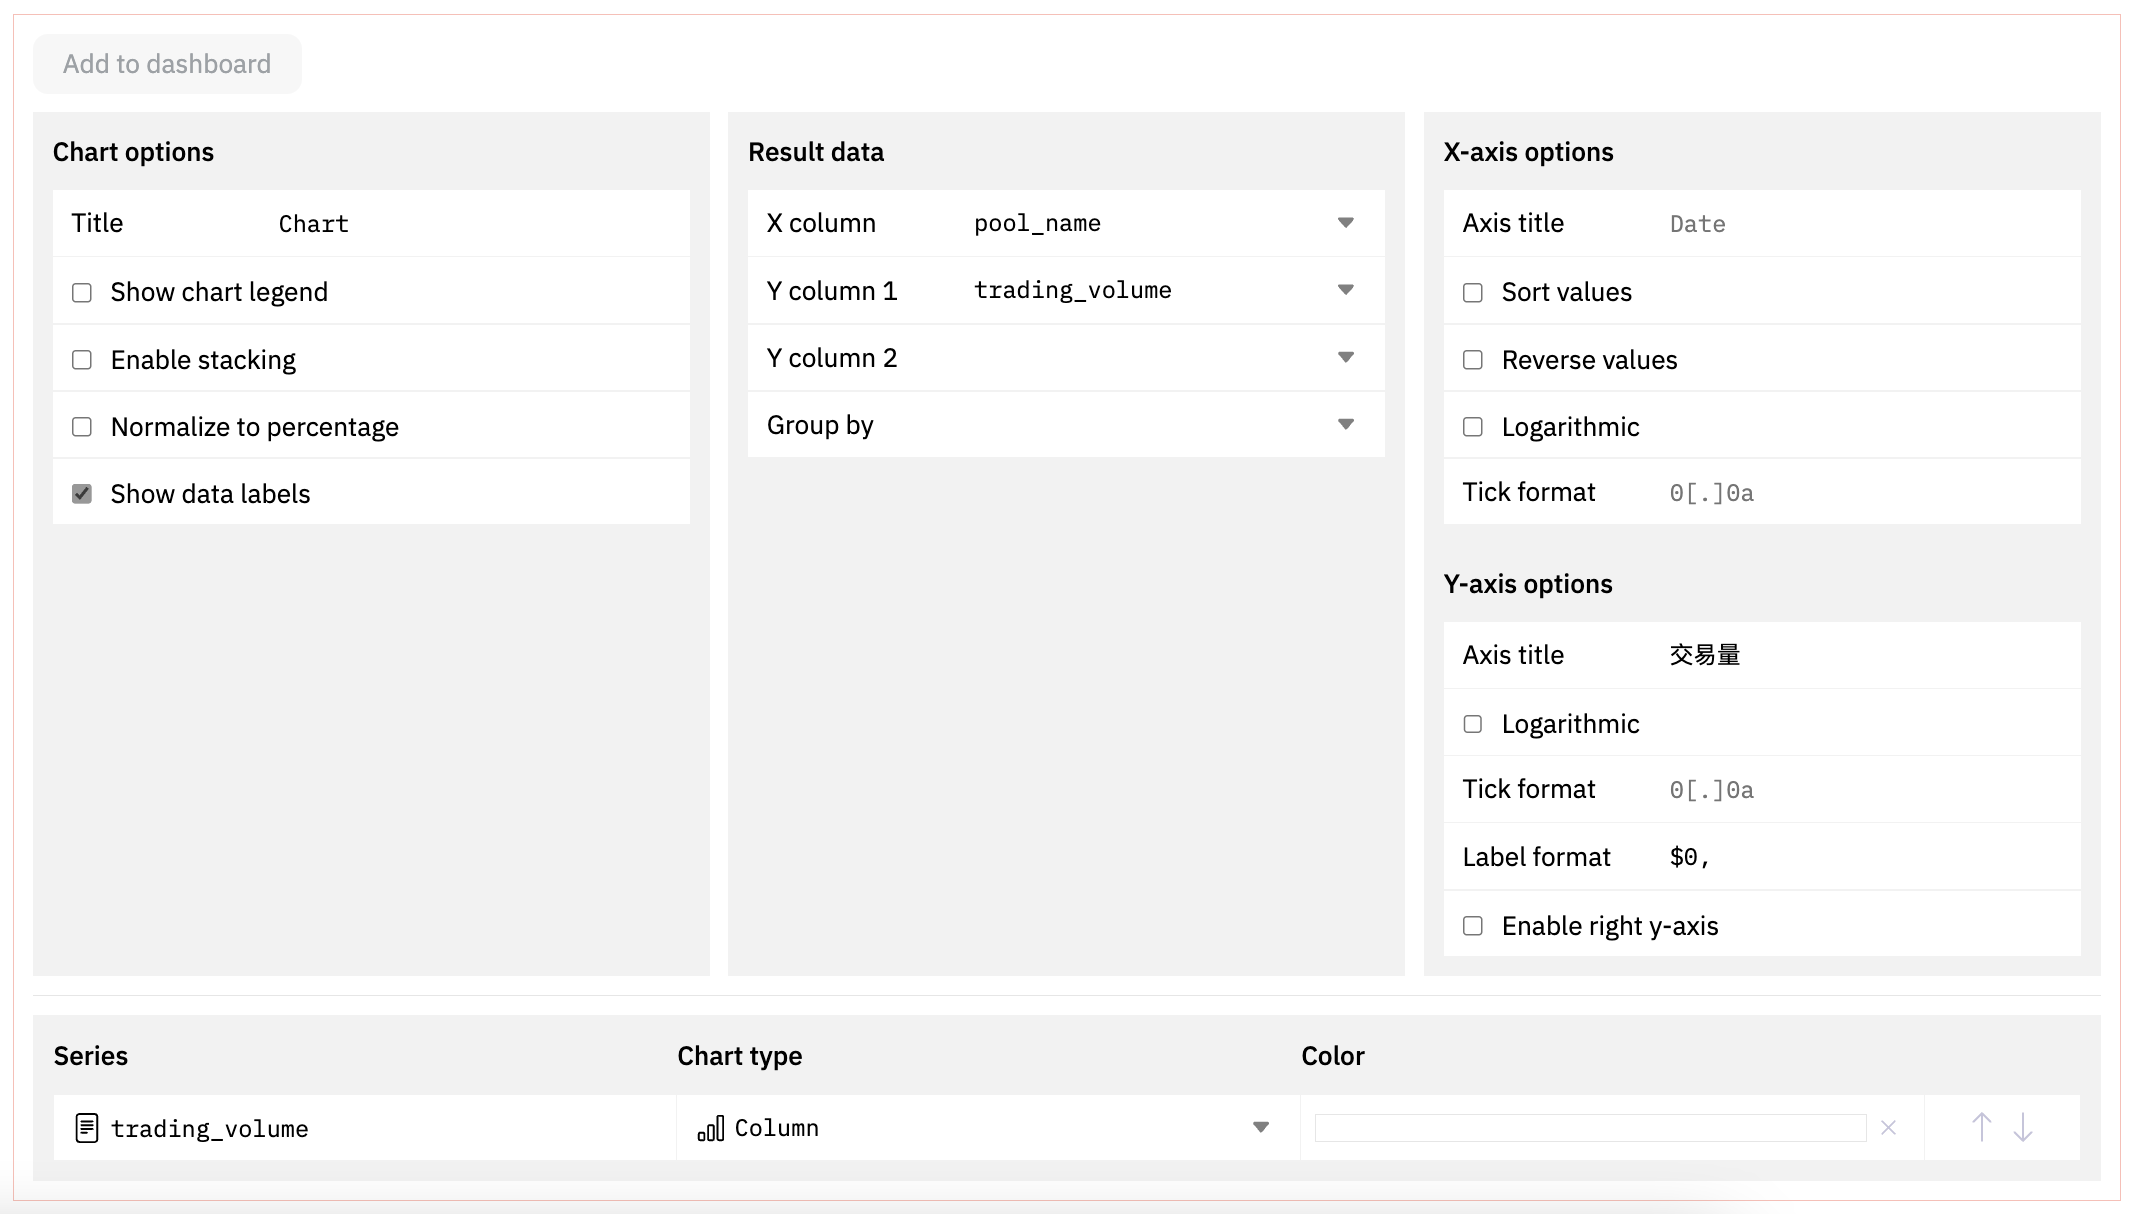 Add to dashboard
Chart options
Title Chart
Show chart legend
Enable stacking
Normalize to percentage
Show data labels
Result data
X column pool_name
Y column 1 trading_volume
Y column 2
Group by
X-axis options
Axis title Date
Sort values
Reverse values
Logarithmic
Tick format 0[.]0a
Y-axis options
Axis title 交易量
Logarithmic
Tick format 0[.]0a
Label format $0,
Enable right y-axis
Series Chart type Color
trading_volume Column